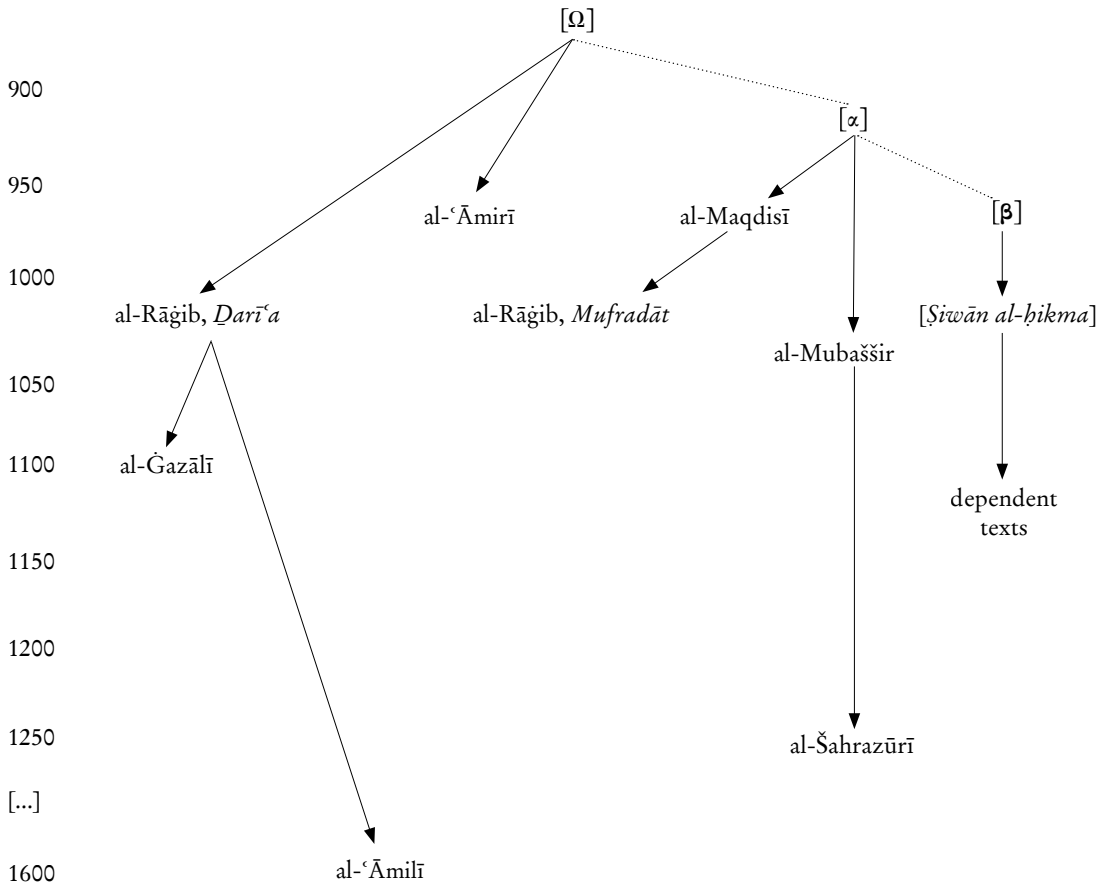 [Ω]
900
[α]
950
al-ʿĀmirī
al-Maqdisī
[β]
1000
al-Rāġib, Ḏarīʿa
al-Rāġib, Mufradāt
[Ṣiwān al-ḥikma]
al-Mubaššir
1050
1100
al-Ġazālī
dependent
texts
1150
1200
1250
al-Šahrazūrī
[...]
1600
al-ʿĀmilī